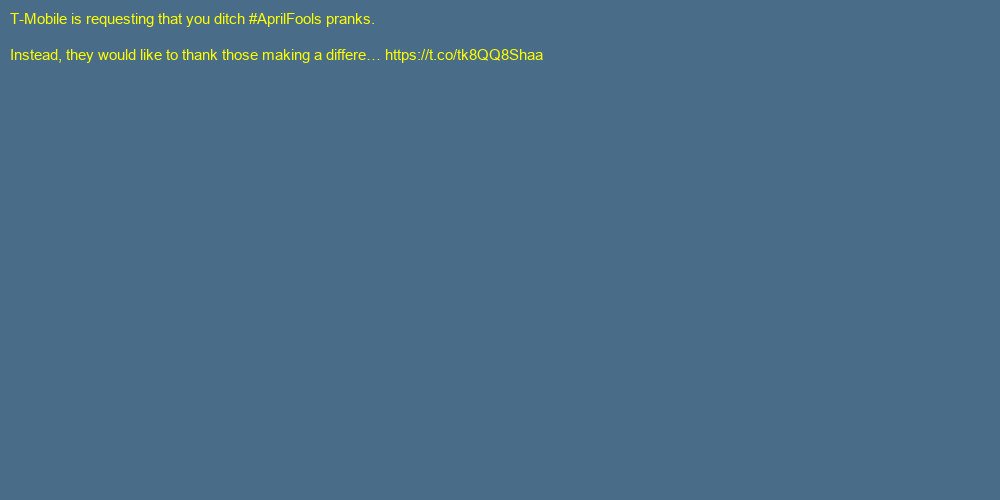 T-Mobile is requesting that you ditch #AprilFools pranks.
Instead, they would like to thank those making a differe… https://t.co/tk8QQ8Shaa